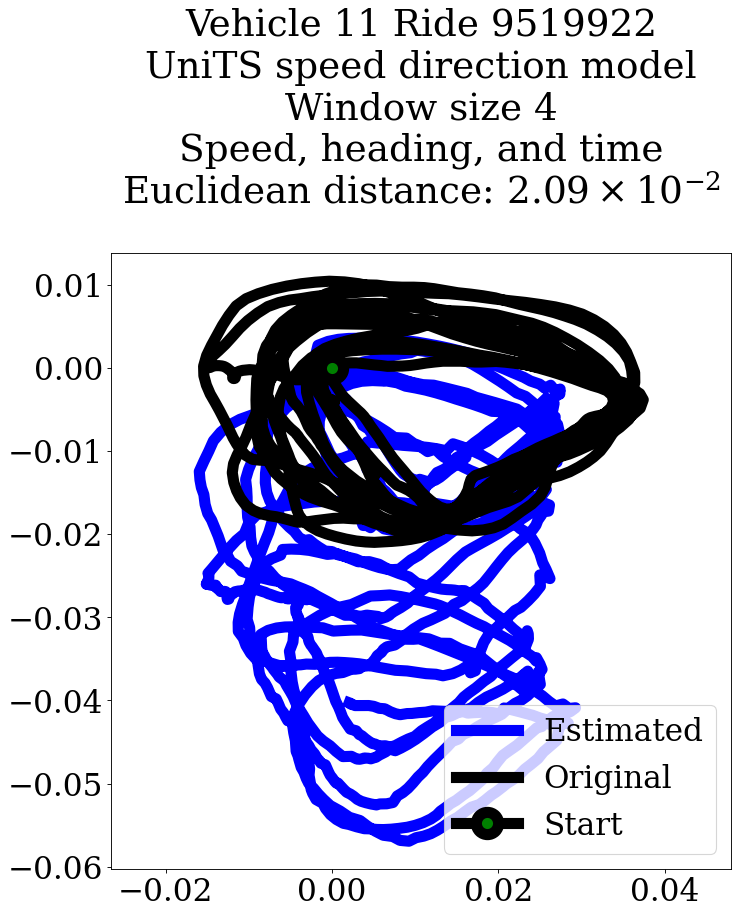 Vehicle 11 Ride 9519922
UniTS speed direction model
Window size 4
Speed, heading, and time
Euclidean distance: 2.09 × 10⁻²
0.01
0.00
−0.01
−0.02
−0.03
−0.04
−0.05
−0.06
−0.02 0.00 0.02 0.04
Estimated
Original
Start